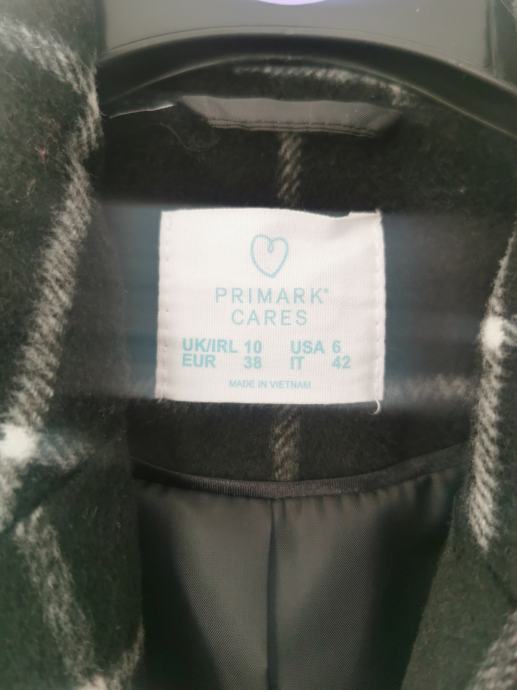 PRIMARK®
CARES
UK/IRL 10 USA 6
EUR 38 IT 42
MADE IN VIETNAM